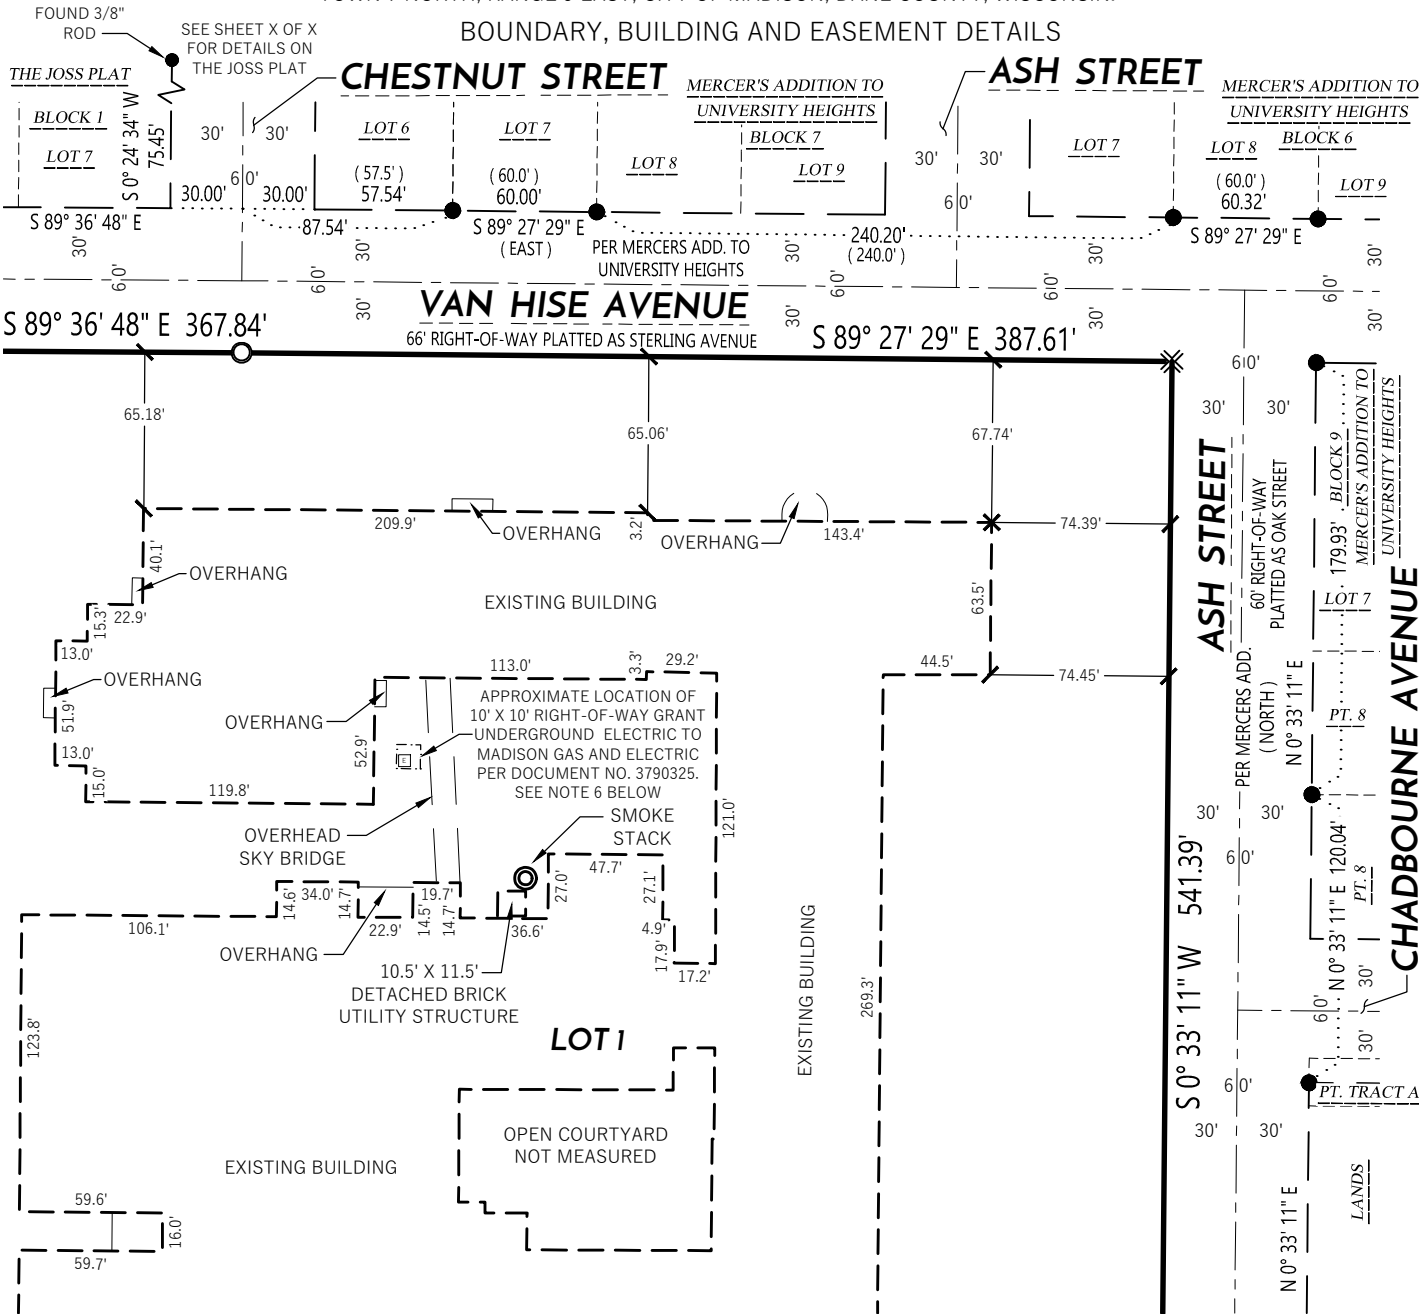 BOUNDARY, BUILDING AND EASEMENT DETAILS
FOUND 3/8"
ROD
SEE SHEET X OF X
FOR DETAILS ON
THE JOSS PLAT
THE JOSS PLAT
BLOCK 1
LOT 7
S 0° 24' 34" W
75.45'
CHESTNUT STREET
30'
30'
60'
30.00'
30.00'
LOT 6
( 57.5' )
57.54'
LOT 7
( 60.0' )
60.00'
MERCER'S ADDITION TO
UNIVERSITY HEIGHTS
BLOCK 7
LOT 8
LOT 9
ASH STREET
30'
30'
60'
LOT 7
MERCER'S ADDITION TO
UNIVERSITY HEIGHTS
BLOCK 6
LOT 8
( 60.0' )
60.32'
LOT 9
S 89° 36' 48" E
87.54'
S 89° 27' 29" E
( EAST )
PER MERCERS ADD. TO
UNIVERSITY HEIGHTS
240.20'
( 240.0' )
S 89° 27' 29" E
30'
30'
30'
30'
30'
60'
60'
60'
60'
60'
30'
30'
30'
VAN HISE AVENUE
66' RIGHT-OF-WAY PLATTED AS STERLING AVENUE
S 89° 36' 48" E 367.84'
S 89° 27' 29" E 387.61'
65.18'
65.06'
67.74'
60'
30'
30'
209.9'
OVERHANG
3.2'
OVERHANG
143.4'
74.39'
40.1'
OVERHANG
EXISTING BUILDING
63.5'
15.3'
22.9'
13.0'
OVERHANG
51.9'
13.0'
15.0'
119.8'
OVERHANG
52.9'
113.0'
3.3'
29.2'
44.5'
74.45'
APPROXIMATE LOCATION OF
10' X 10' RIGHT-OF-WAY GRANT
UNDERGROUND ELECTRIC TO
MADISON GAS AND ELECTRIC
PER DOCUMENT NO. 3790325.
SEE NOTE 6 BELOW
E
OVERHEAD
SKY BRIDGE
SMOKE
STACK
121.0'
47.7'
27.0'
27.1'
4.9'
17.9'
17.2'
106.1'
14.6'
34.0'
14.7'
22.9'
14.5'
19.7'
14.7'
36.6'
OVERHANG
10.5' X 11.5'
DETACHED BRICK
UTILITY STRUCTURE
LOT 1
EXISTING BUILDING
269.3'
123.8'
OPEN COURTYARD
NOT MEASURED
EXISTING BUILDING
59.6'
16.0'
59.7'
ASH STREET
60' RIGHT-OF-WAY
PLATTED AS OAK STREET
PER MERCERS ADD.
( NORTH )
N 0° 33' 11" E
179.93'
BLOCK 9
MERCER'S ADDITION TO
UNIVERSITY HEIGHTS
LOT 7
PT. 8
CHADBOURNE AVENUE
30'
30'
60'
S 0° 33' 11" W 541.39'
N 0° 33' 11" E 120.04'
PT. 8
30'
60'
30'
60'
PT. TRACT A
30'
30'
N 0° 33' 11" E
LANDS